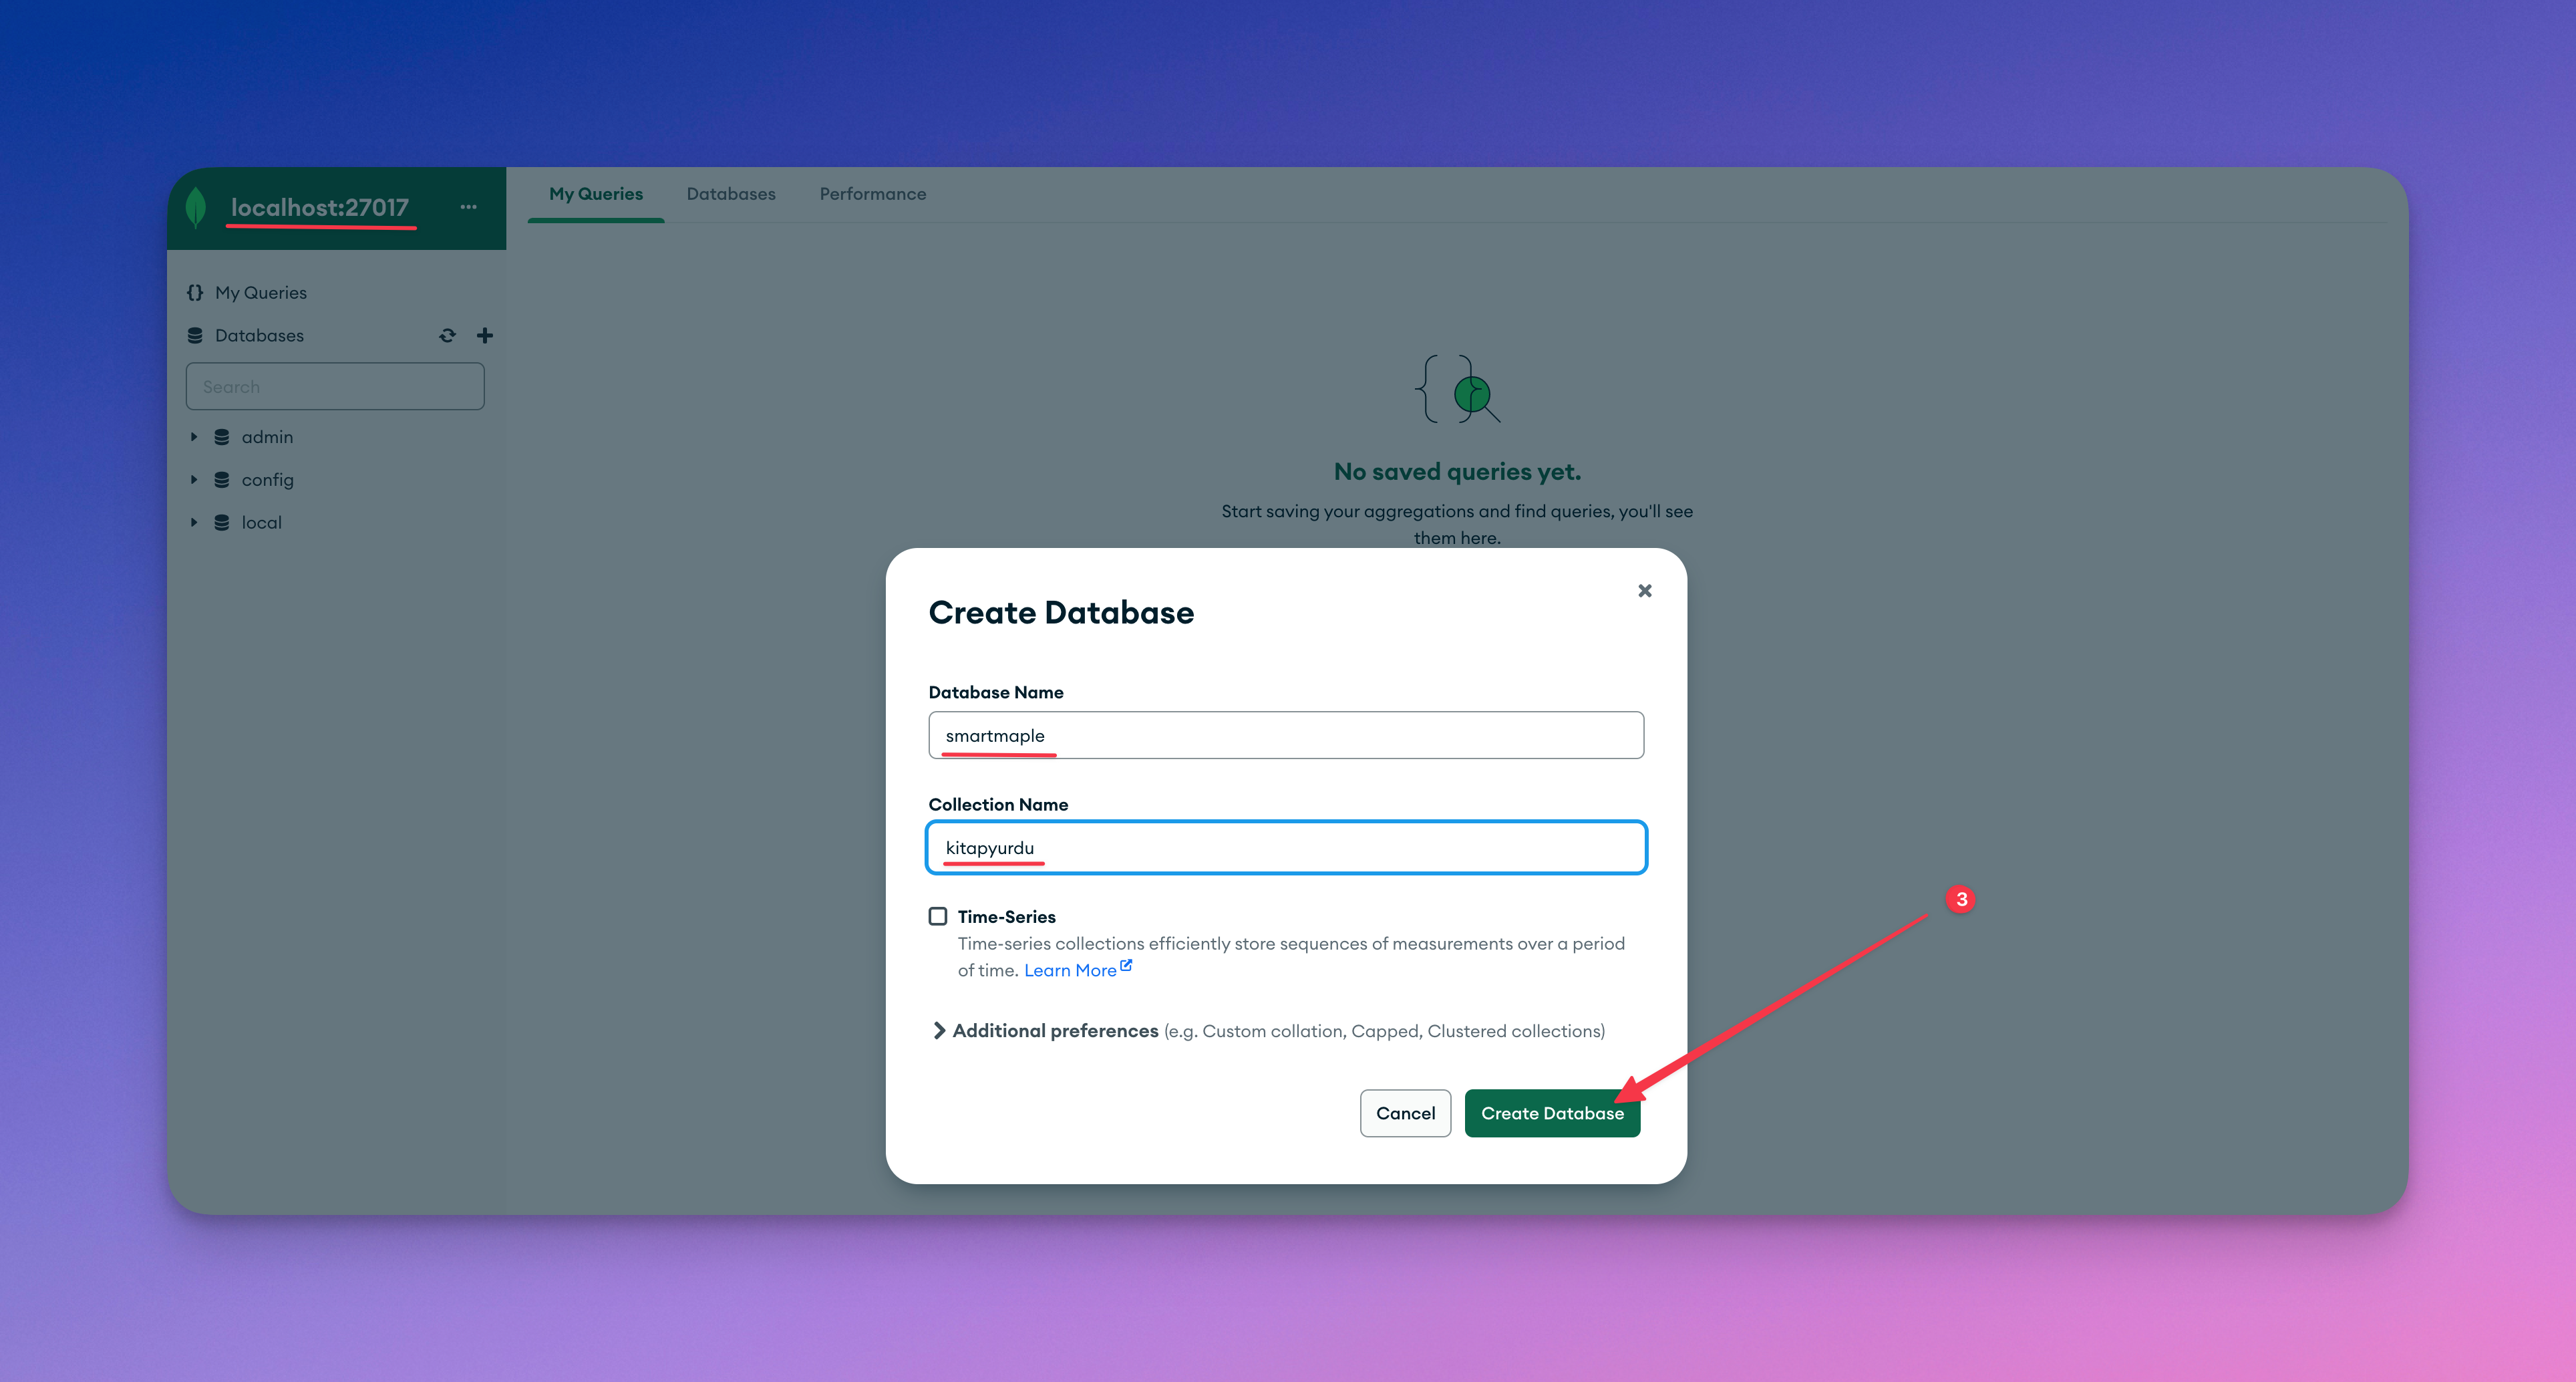 localhost:27017
My Queries
Databases
Search
admin
config
local
My Queries Databases Performance
No saved queries yet.
Start saving your aggregations and find queries, you'll see
them here.
Create Database
Database Name
smartmaple
Collection Name
kitapyurdu
Time-Series
Time-series collections efficiently store sequences of measurements over a period
of time. Learn More
Additional preferences (e.g. Custom collation, Capped, Clustered collections)
Cancel Create Database
3